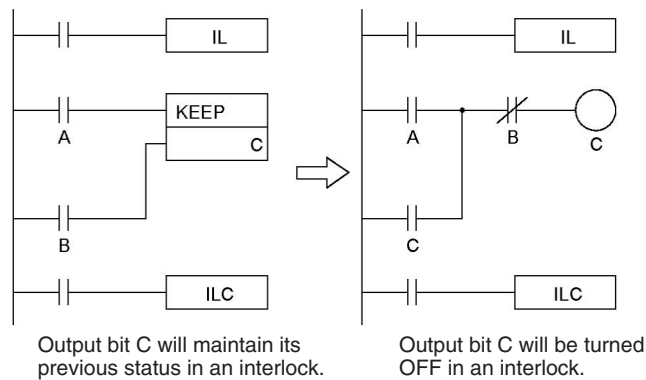 IL
KEEP
A
C
B
ILC
Output bit C will maintain its
previous status in an interlock.
IL
A
B
C
C
ILC
Output bit C will be turned
OFF in an interlock.